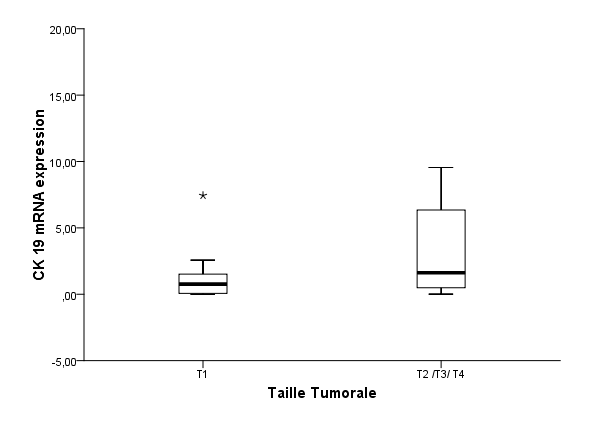 20,00
15,00
10,00
5,00
,00
-5,00
CK 19 mRNA expression
*
T1
T2 /T3/ T4
Taille Tumorale